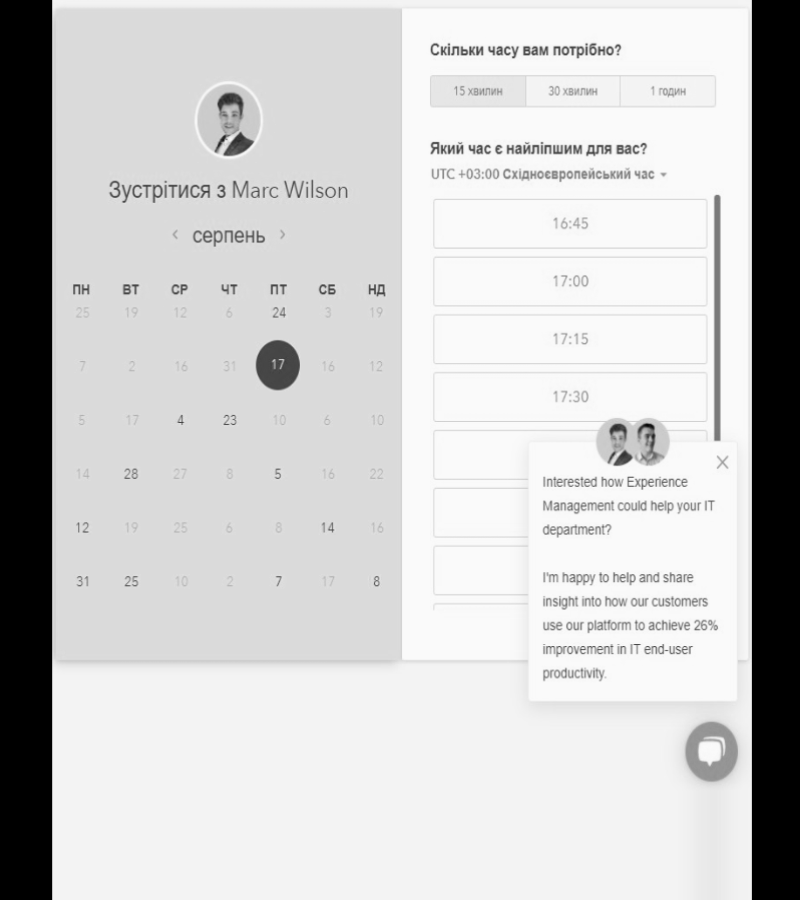 Зустрітися з Marc Wilson
серпень
ПН ВТ СР ЧТ ПТ СБ НД
25 19 12 6 24 3 19
7 2 16 31 17 16 12
5 17 4 23 10 6 10
14 28 27 8 5 16 22
12 19 25 6 8 14 16
31 25 10 2 7 17 8
Скільки часу вам потрібно?
15 хвилин 30 хвилин 1 годин
Який час є найліпшим для вас?
UTC +03:00 Східноєвропейський час
16:45
17:00
17:15
17:30
Interested how Experience
Management could help your IT
department?
I'm happy to help and share
insight into how our customers
use our platform to achieve 26%
improvement in IT end-user
productivity.